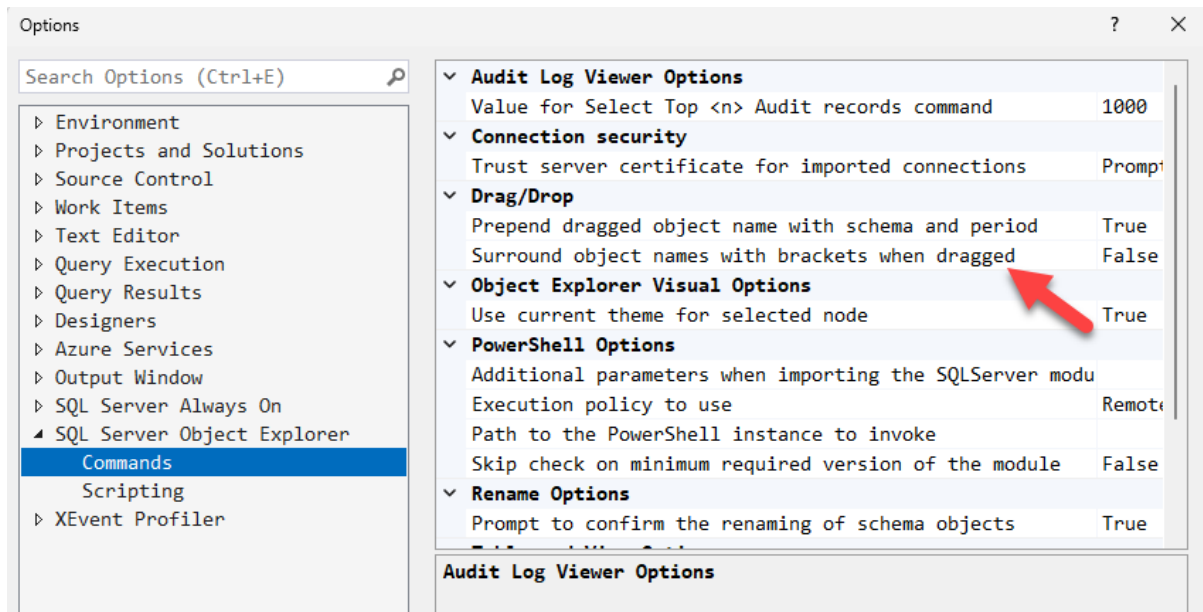 Options
Search Options (Ctrl+E)
Environment
Projects and Solutions
Source Control
Work Items
Text Editor
Query Execution
Query Results
Designers
Azure Services
Output Window
SQL Server Always On
SQL Server Object Explorer
Commands
Scripting
XEvent Profiler
Audit Log Viewer Options
Value for Select Top <n> Audit records command 1000
Connection security
Trust server certificate for imported connections Prompt
Drag/Drop
Prepend dragged object name with schema and period True
Surround object names with brackets when dragged False
Object Explorer Visual Options
Use current theme for selected node True
PowerShell Options
Additional parameters when importing the SQLServer modu
Execution policy to use Remote
Path to the PowerShell instance to invoke
Skip check on minimum required version of the module False
Rename Options
Prompt to confirm the renaming of schema objects True
Audit Log Viewer Options